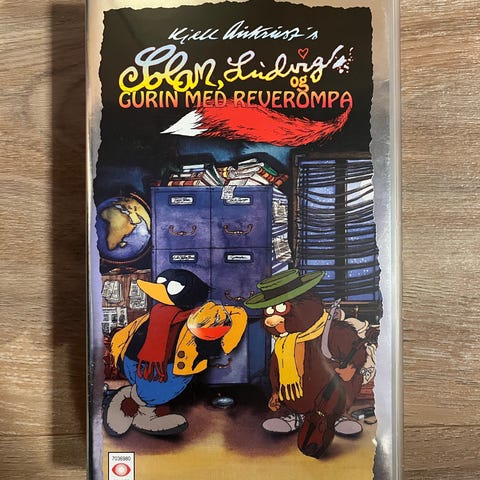 Kjell Aukrust's
Solan, Ludvig
og
GURIN MED REVEROMPA
7036980